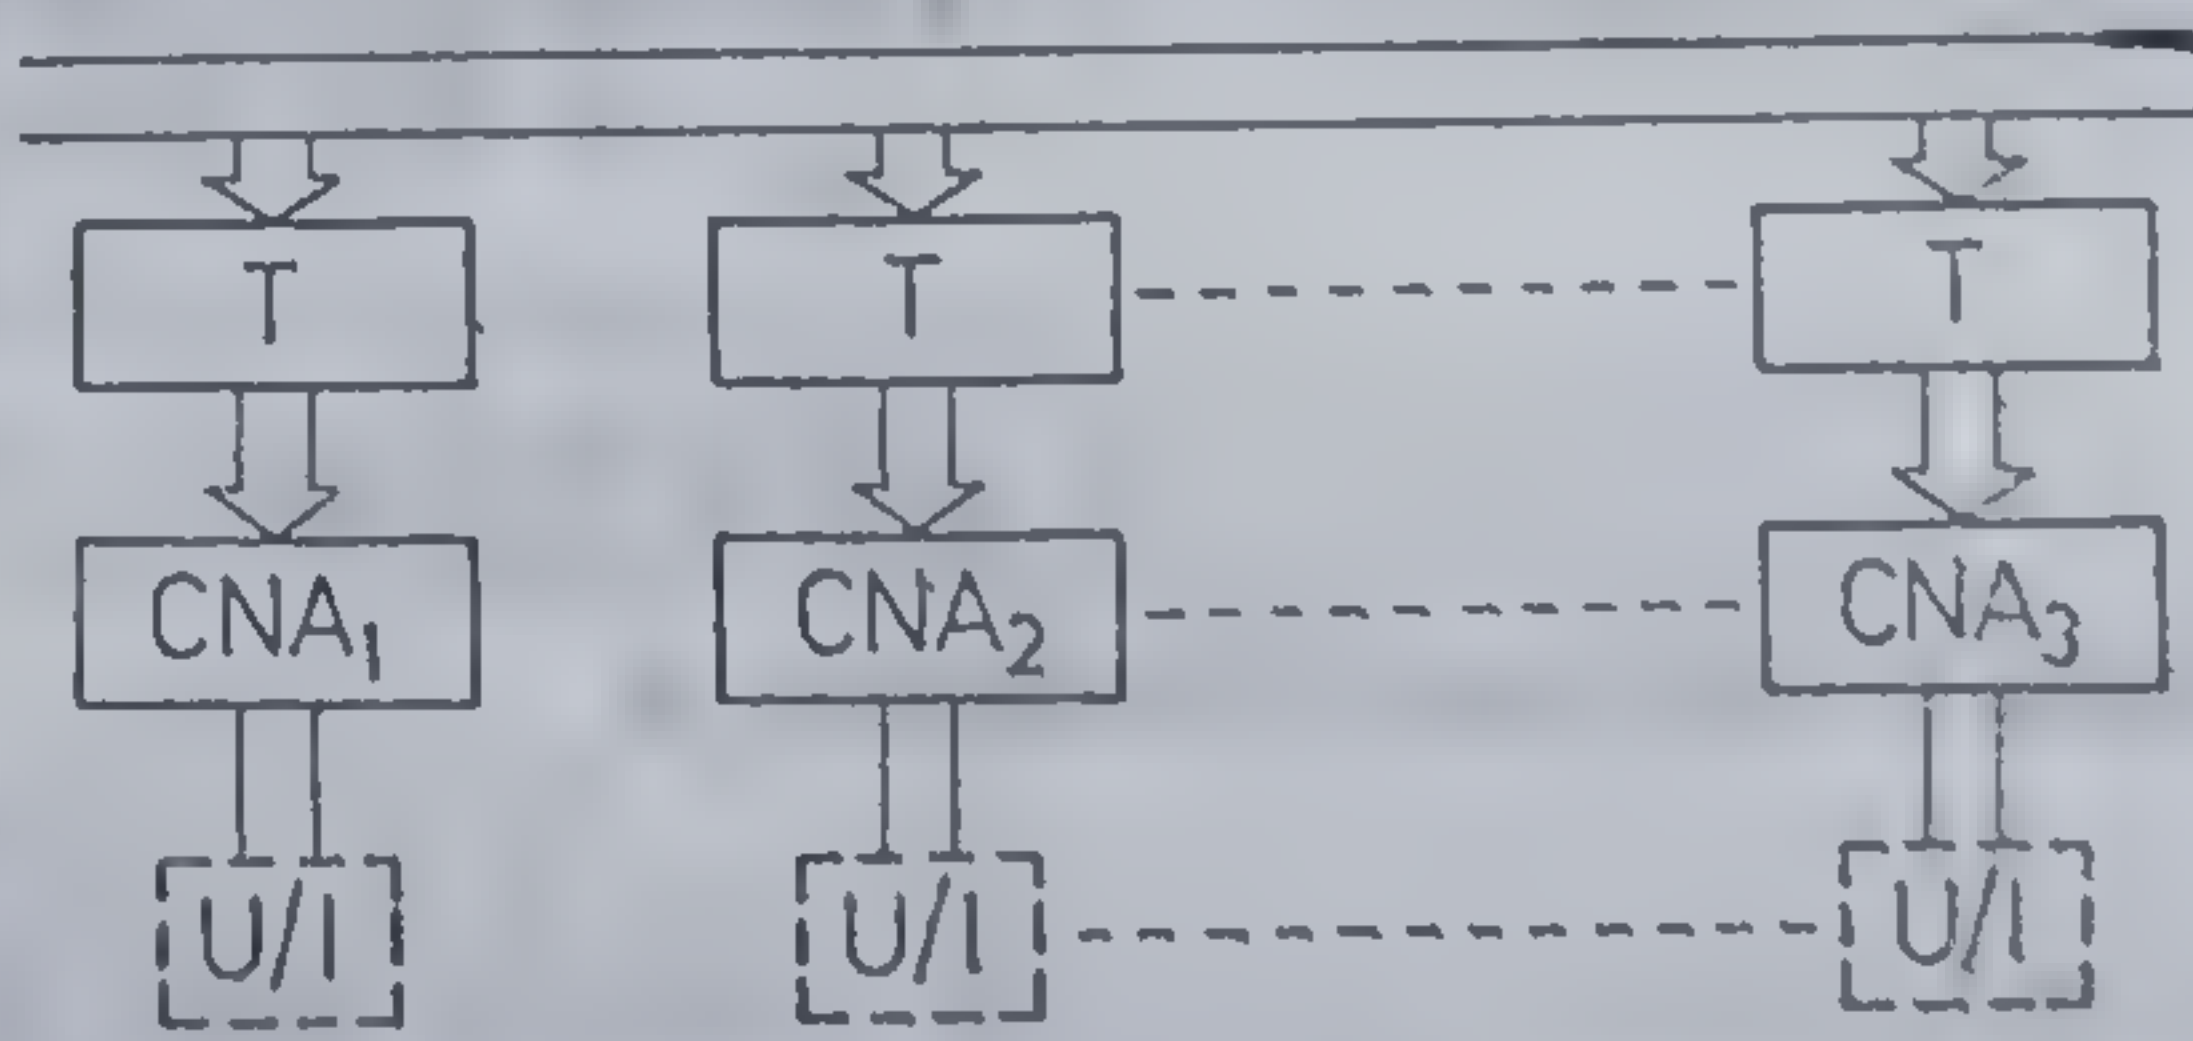 T T T
CNA₁ CNA₂ CNA₃
U/I U/I U/I